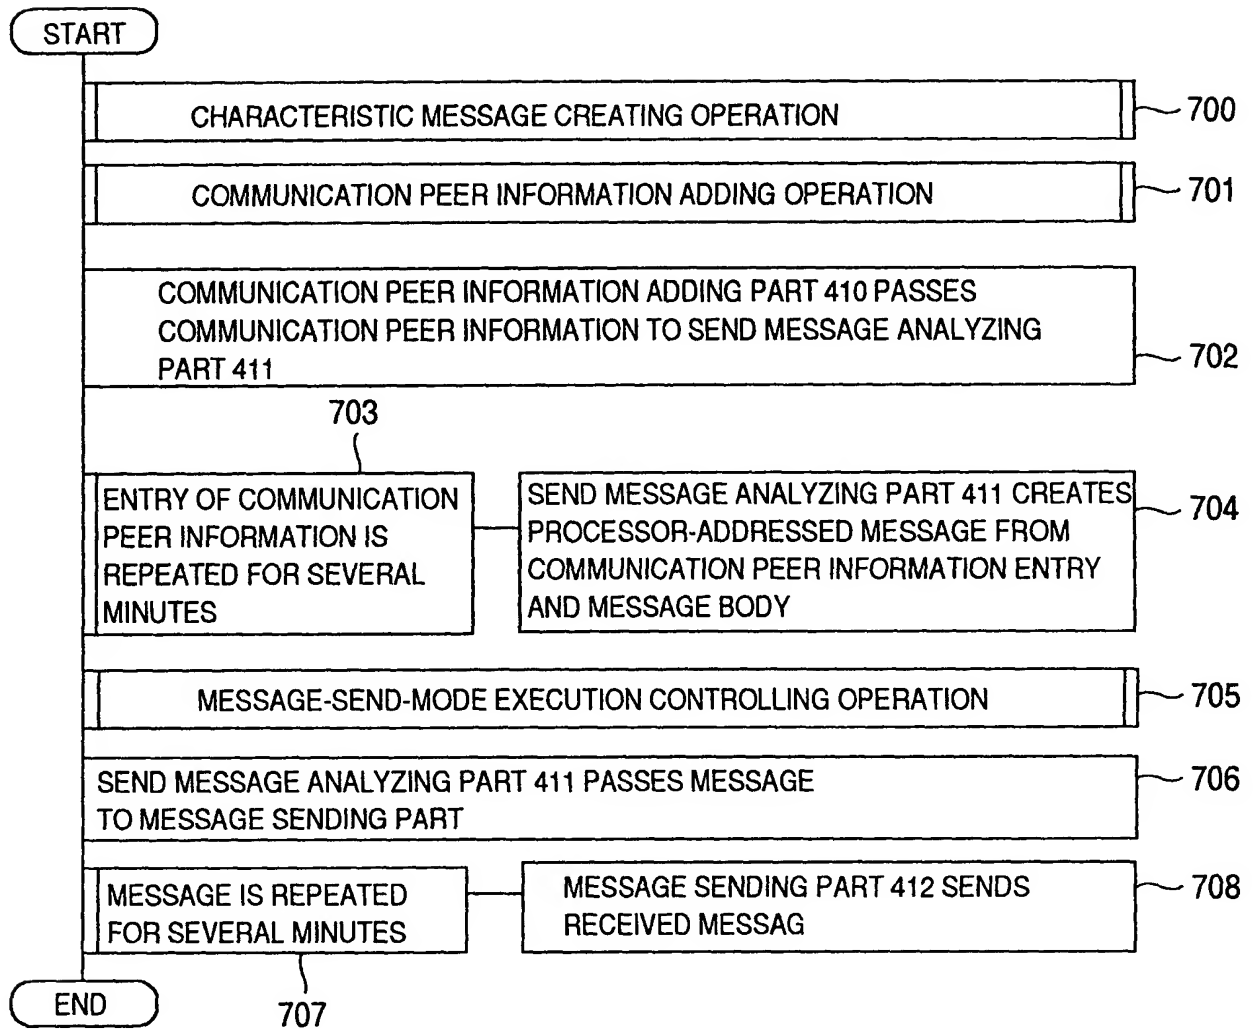 START
CHARACTERISTIC MESSAGE CREATING OPERATION
700
COMMUNICATION PEER INFORMATION ADDING OPERATION
701
COMMUNICATION PEER INFORMATION ADDING PART 410 PASSES
COMMUNICATION PEER INFORMATION TO SEND MESSAGE ANALYZING
PART 411
702
703
ENTRY OF COMMUNICATION
PEER INFORMATION IS
REPEATED FOR SEVERAL
MINUTES
SEND MESSAGE ANALYZING PART 411 CREATES
PROCESSOR-ADDRESSED MESSAGE FROM
COMMUNICATION PEER INFORMATION ENTRY
AND MESSAGE BODY
704
MESSAGE-SEND-MODE EXECUTION CONTROLLING OPERATION
705
SEND MESSAGE ANALYZING PART 411 PASSES MESSAGE
TO MESSAGE SENDING PART
706
MESSAGE IS REPEATED
FOR SEVERAL MINUTES
MESSAGE SENDING PART 412 SENDS
RECEIVED MESSAG
708
END
707